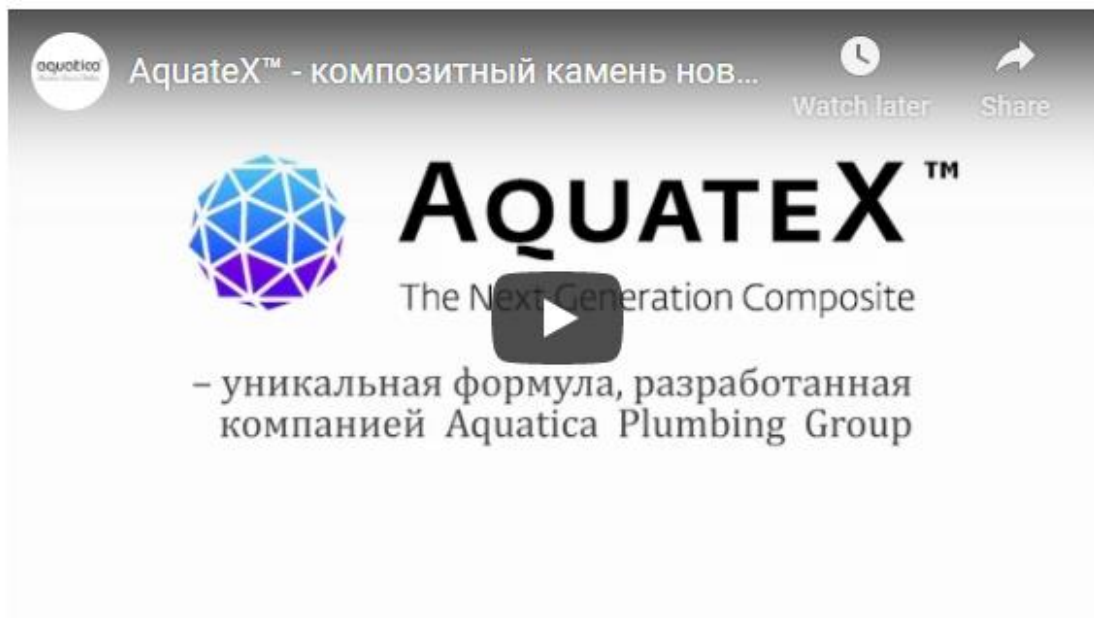 aquatica
AquateX™ - композитный камень нов...
Watch later
Share
AQUATEX™
The Next Generation Composite
– уникальная формула, разработанная
компанией Aquatica Plumbing Group